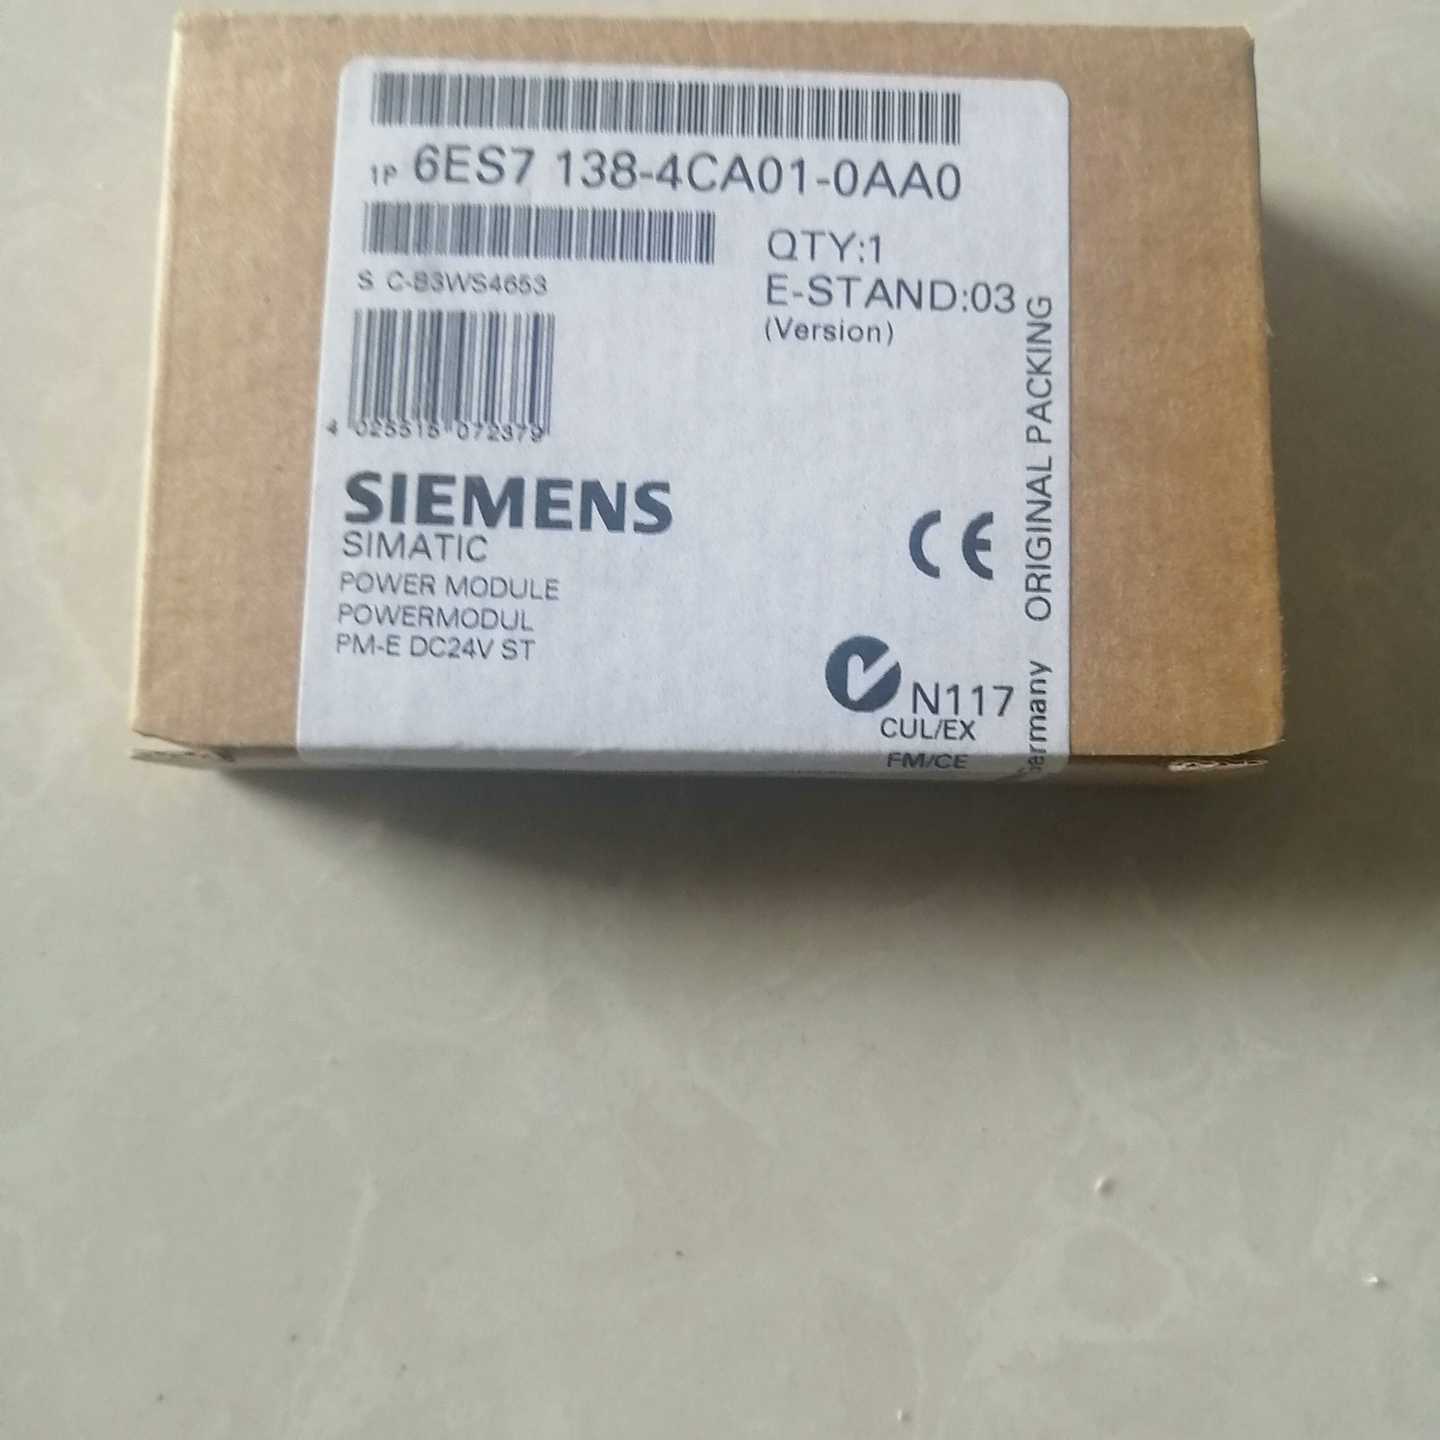 1P 6ES7 138-4CA01-0AA0
S C-B3WS4653
QTY:1
E-STAND:03
(Version)
4 025515 072379
SIEMENS
SIMATIC
POWER MODULE
POWERMODUL
PM-E DC24V ST
CE
N117
CUL/EX
FM/CE
ermany ORIGINAL PACKING